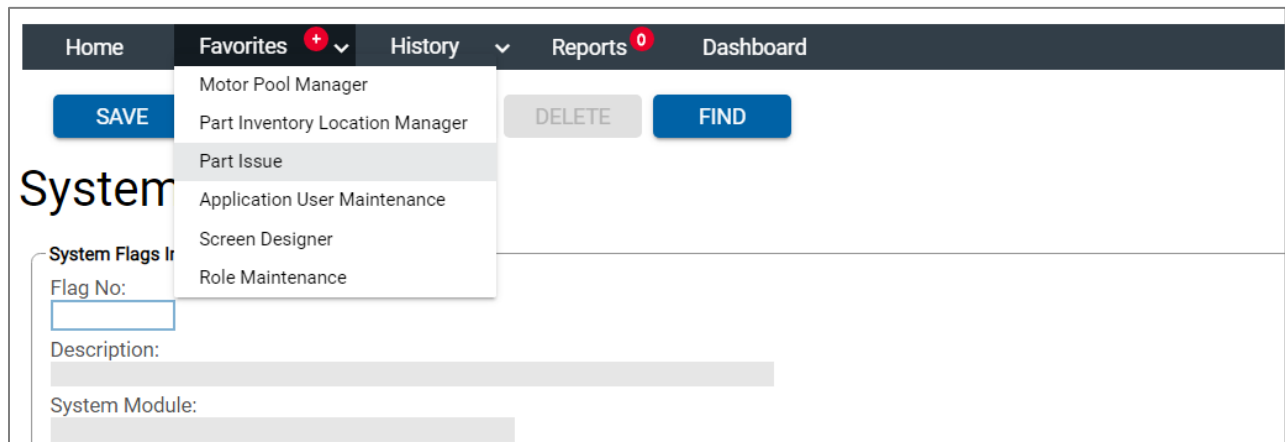 Home Favorites + History Reports 0 Dashboard
Motor Pool Manager
SAVE DELETE FIND
Part Inventory Location Manager
Part Issue
System
Application User Maintenance
Screen Designer
System Flags
Role Maintenance
Flag No:
Description:
System Module: